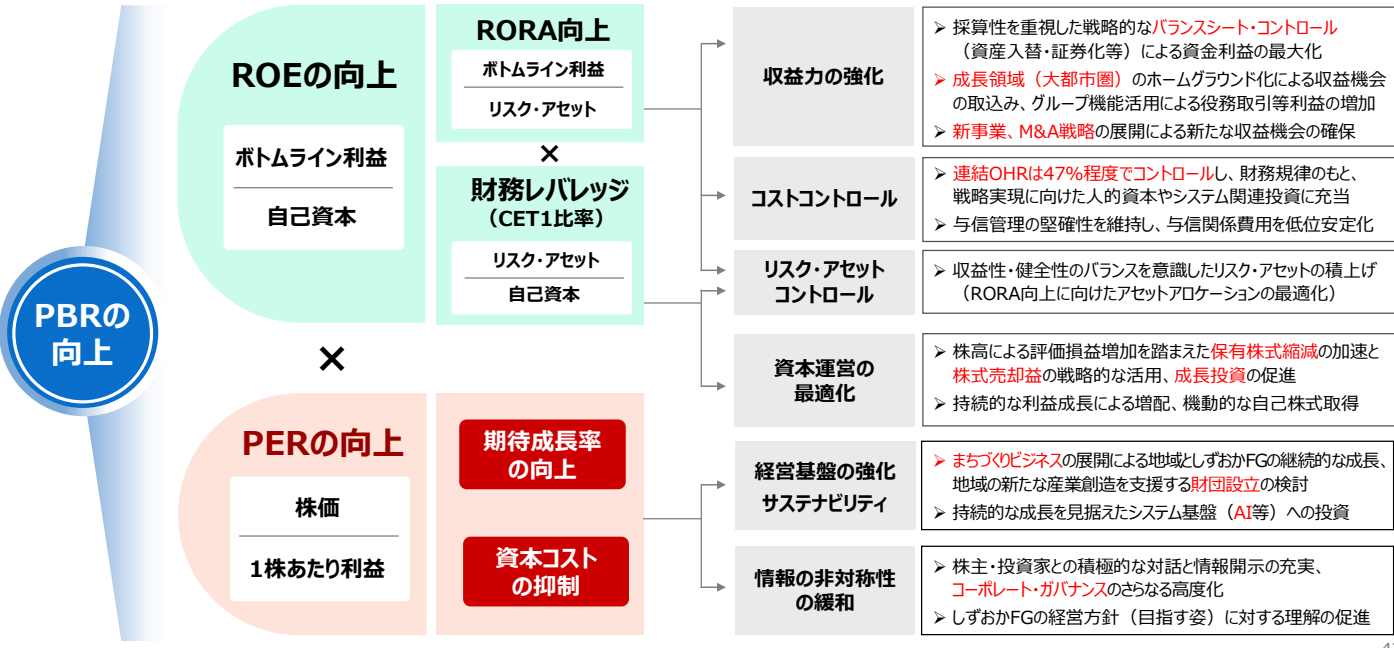 PBRの
向上
ROEの向上
ボトムライン利益
自己資本
×
PERの向上
株価
1株あたり利益
RORA向上
ボトムライン利益
リスク・アセット
×
財務レバレッジ
（CET1比率）
リスク・アセット
自己資本
期待成長率
の向上
資本コスト
の抑制
収益力の強化
➢ 採算性を重視した戦略的なバランスシート・コントロール
（資産入替・証券化等）による資金利益の最大化
➢ 成長領域（大都市圏）のホームグラウンド化による収益機会
の取込み、グループ機能活用による役務取引等利益の増加
➢ 新事業、M&A戦略の展開による新たな収益機会の確保
コストコントロール
➢ 連結OHRは47%程度でコントロールし、財務規律のもと、
戦略実現に向けた人的資本やシステム関連投資に充当
➢ 与信管理の堅確性を維持し、与信関係費用を低位安定化
リスク・アセット
コントロール
➢ 収益性・健全性のバランスを意識したリスク・アセットの積上げ
（RORA向上に向けたアセットアロケーションの最適化）
資本運営の
最適化
➢ 株高による評価損益増加を踏まえた保有株式縮減の加速と
株式売却益の戦略的な活用、成長投資の促進
➢ 持続的な利益成長による増配、機動的な自己株式取得
経営基盤の強化
サステナビリティ
➢ まちづくりビジネスの展開による地域としずおかFGの継続的な成長、
地域の新たな産業創造を支援する財団設立の検討
➢ 持続的な成長を見据えたシステム基盤（AI等）への投資
情報の非対称性
の緩和
➢ 株主・投資家との積極的な対話と情報開示の充実、
コーポレート・ガバナンスのさらなる高度化
➢ しずおかFGの経営方針（目指す姿）に対する理解の促進